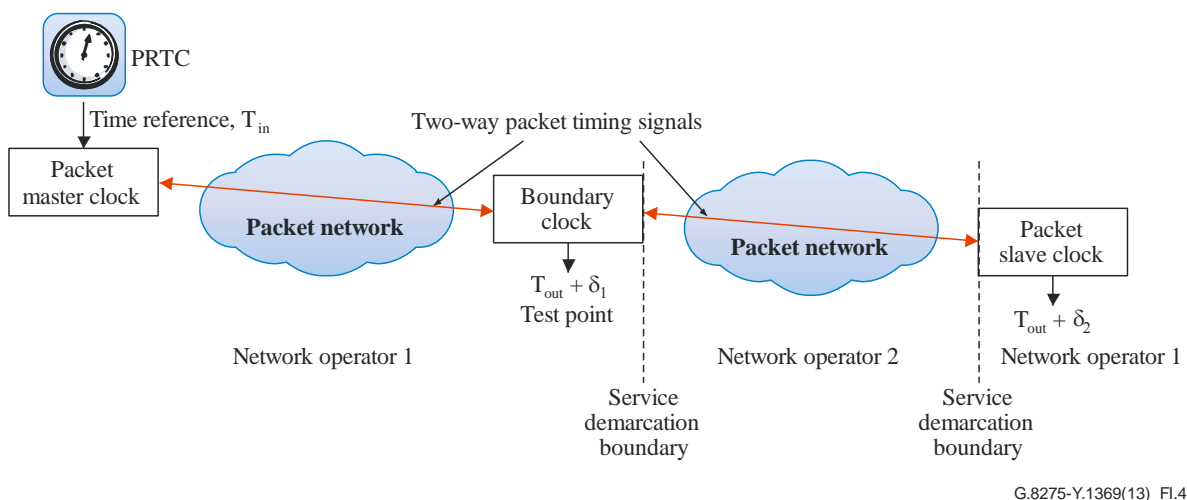 PRTC
Time reference, T_in
Two-way packet timing signals
Packet
master clock
Packet network
Boundary
clock
Packet network
Packet
slave clock
T_out + δ_1
Test point
T_out + δ_2
Network operator 1
Network operator 2
Network operator 1
Service
demarcation
boundary
Service
demarcation
boundary
G.8275-Y.1369(13)_FI.4